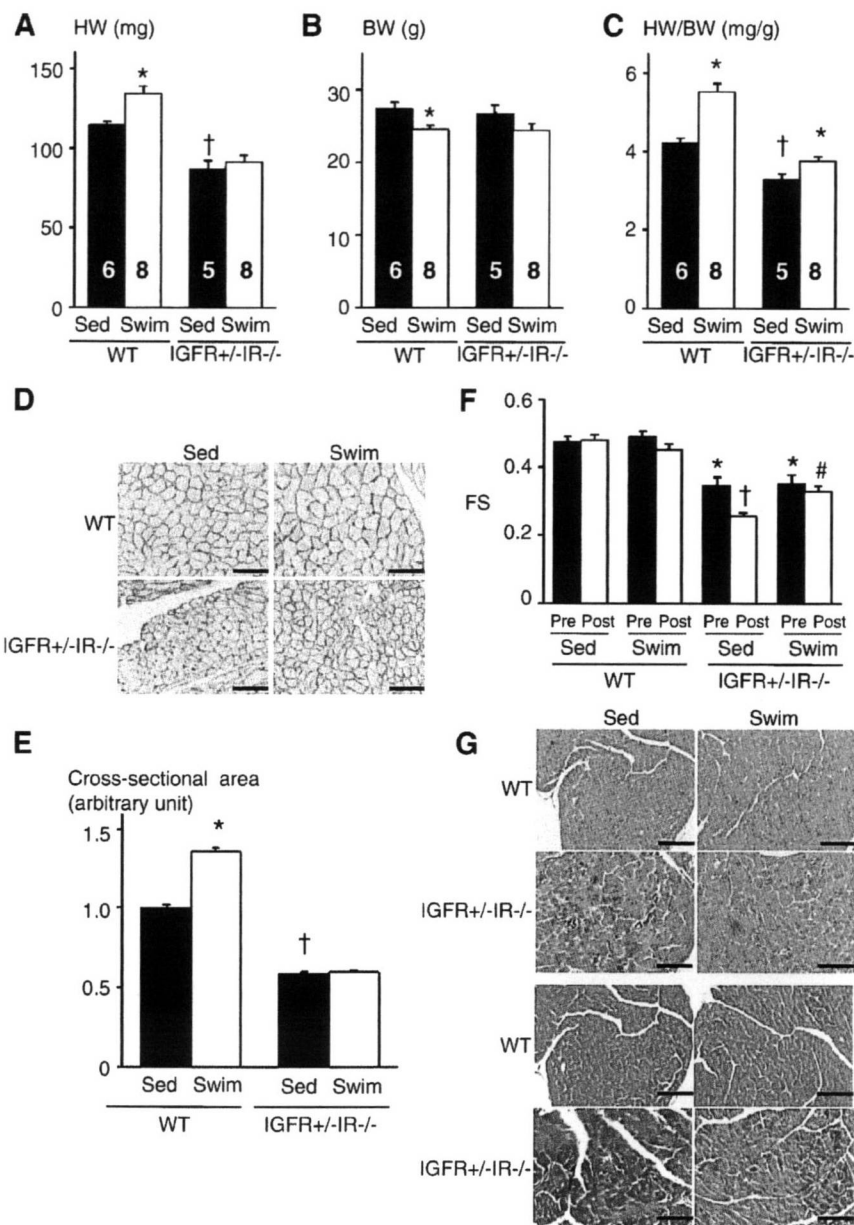 A HW (mg)
150
100
50
0
*
†
6 8 5 8
Sed Swim Sed Swim
WT IGFR+/-IR-/-
B BW (g)
30
20
10
0
*
6 8 5 8
Sed Swim Sed Swim
WT IGFR+/-IR-/-
C HW/BW (mg/g)
6
4
2
0
*
†
*
6 8 5 8
Sed Swim Sed Swim
WT IGFR+/-IR-/-
D
Sed Swim
WT
IGFR+/-IR-/-
E
Cross-sectional area
(arbitrary unit)
1.5
1.0
0.5
0
*
†
Sed Swim Sed Swim
WT IGFR+/-IR-/-
F
0.6
0.4
0.2
0
FS
*
†
*
#
Pre Post Pre Post Pre Post Pre Post
Sed Swim Sed Swim
WT IGFR+/-IR-/-
G
Sed Swim
WT
IGFR+/-IR-/-
WT
IGFR+/-IR-/-